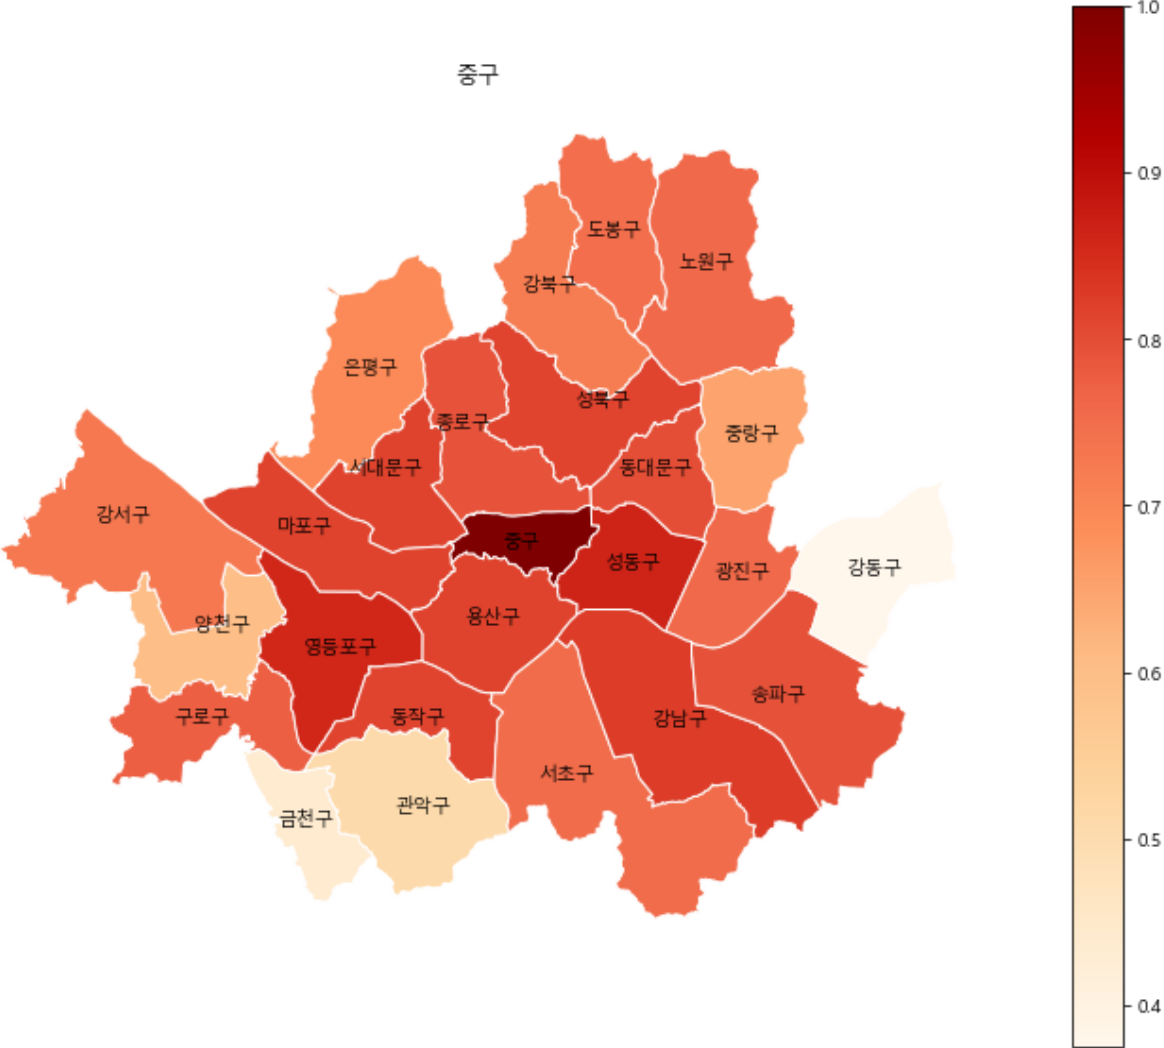 중구
도봉구
노원구
강북구
은평구
성북구
종로구
중랑구
서대문구
동대문구
강서구
마포구
중구
성동구
광진구
강동구
양천구
용산구
영등포구
구로구
동작구
강남구
송파구
서초구
관악구
금천구
1.0
0.9
0.8
0.7
0.6
0.5
0.4